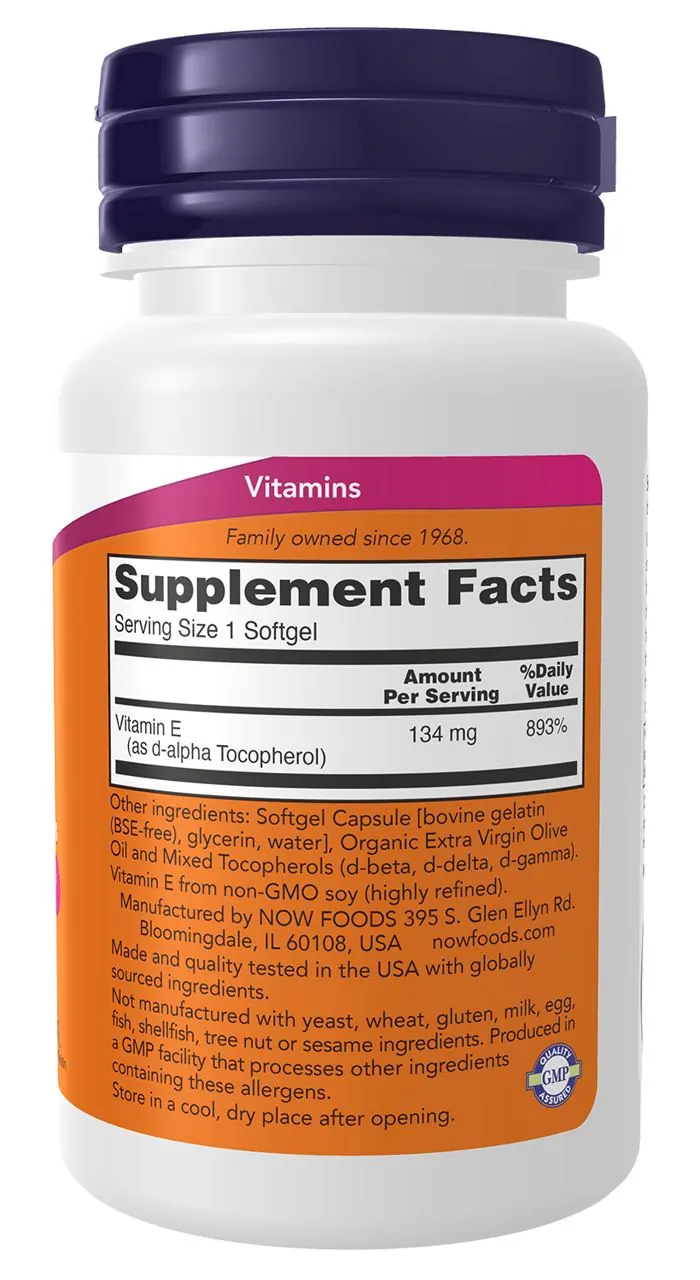 Vitamins
Family owned since 1968.
Supplement Facts
Serving Size 1 Softgel
Amount
Per Serving
%Daily
Value
Vitamin E
(as d-alpha Tocopherol)
134 mg
893%
Other ingredients: Softgel Capsule [bovine gelatin
(BSE-free), glycerin, water], Organic Extra Virgin Olive
Oil and Mixed Tocopherols (d-beta, d-delta, d-gamma).
Vitamin E from non-GMO soy (highly refined).
Manufactured by NOW FOODS 395 S. Glen Ellyn Rd.
Bloomingdale, IL 60108, USA nowfoods.com
Made and quality tested in the USA with globally
sourced ingredients.
Not manufactured with yeast, wheat, gluten, milk, egg,
fish, shellfish, tree nut or sesame ingredients. Produced in
a GMP facility that processes other ingredients
containing these allergens.
Store in a cool, dry place after opening.
QUALITY
GMP
ASSURED